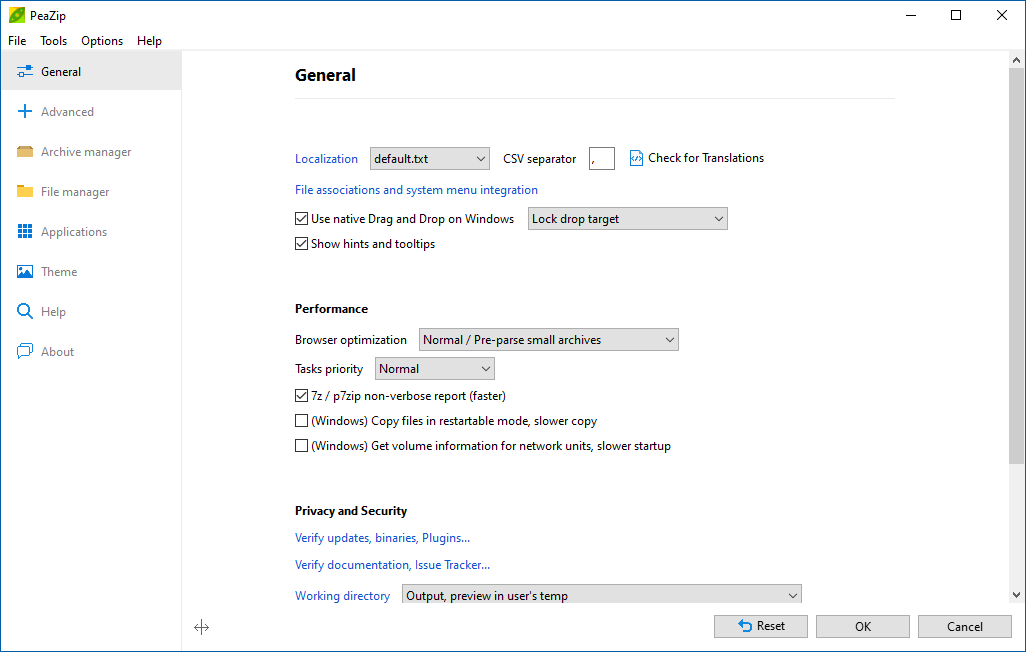 PeaZip
File Tools Options Help
General
Advanced
Archive manager
File manager
Applications
Theme
Help
About
General
Localization default.txt CSV separator , Check for Translations
File associations and system menu integration
Use native Drag and Drop on Windows Lock drop target
Show hints and tooltips
Performance
Browser optimization Normal / Pre-parse small archives
Tasks priority Normal
7z / p7zip non-verbose report (faster)
(Windows) Copy files in restartable mode, slower copy
(Windows) Get volume information for network units, slower startup
Privacy and Security
Verify updates, binaries, Plugins...
Verify documentation, Issue Tracker...
Working directory Output, preview in user's temp
Reset OK Cancel